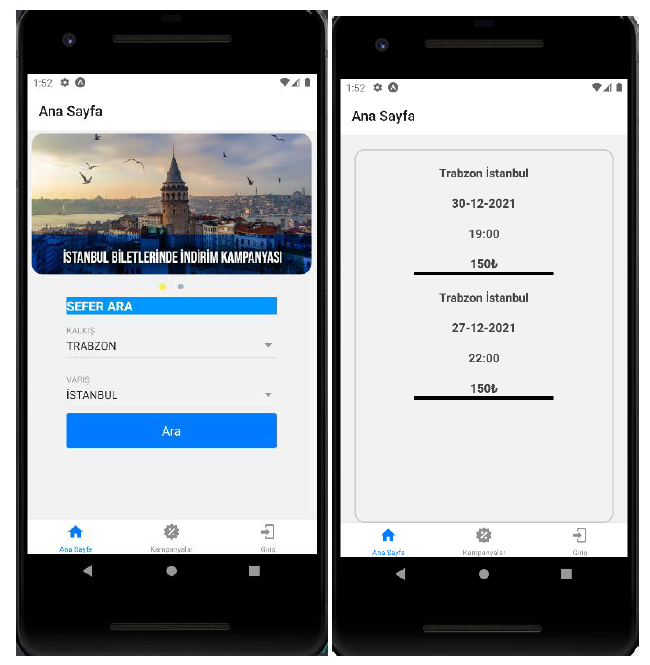 1:52
Ana Sayfa
İSTANBUL BİLETLERİNDE İNDİRİM KAMPANYASI
SEFER ARA
KALKIŞ
TRABZON
VARIŞ
İSTANBUL
Ara
Ana Sayfa
Kampanyalar
Giriş
1:52
Ana Sayfa
Trabzon İstanbul
30-12-2021
19:00
150₺
Trabzon İstanbul
27-12-2021
22:00
150₺
Ana Sayfa
Kampanyalar
Giriş